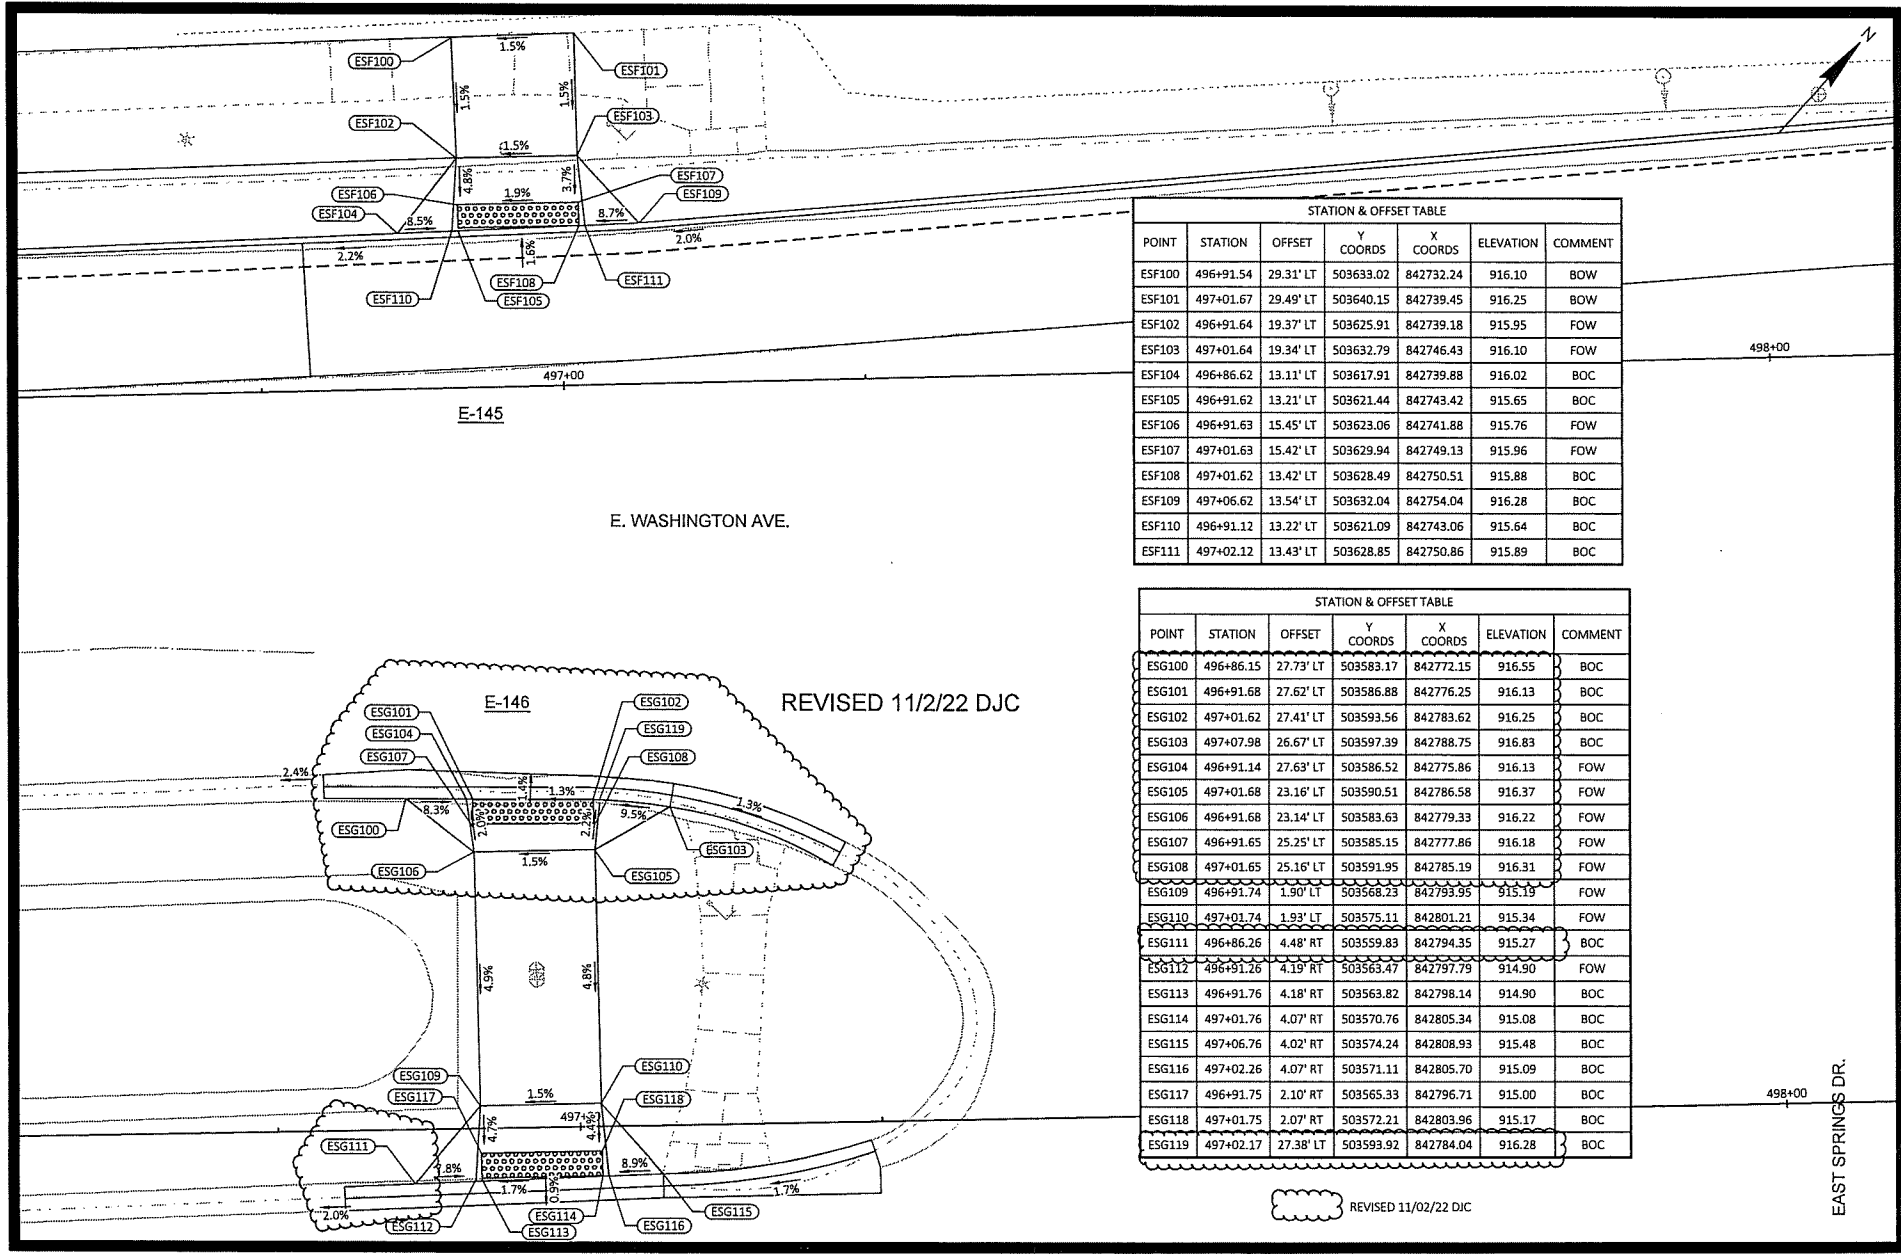 N
ESF100
1.5%
ESF101
1.5%
1.5%
ESF102
ESF103
1.5%
4.8%
3.7%
ESF107
ESF106
1.9%
ESF109
ESF104
8.5%
8.7%
2.0%
2.2%
1.6%
ESF108
ESF111
ESF110
ESF105
497+00
498+00
E-145
E. WASHINGTON AVE.
STATION & OFFSET TABLE
POINT STATION OFFSET Y COORDS X COORDS ELEVATION COMMENT
ESF100 496+91.54 29.31' LT 503633.02 842732.24 916.10 BOW
ESF101 497+01.67 29.49' LT 503640.15 842739.45 916.25 BOW
ESF102 496+91.64 19.37' LT 503625.91 842739.18 915.95 FOW
ESF103 497+01.64 19.34' LT 503632.79 842746.43 916.10 FOW
ESF104 496+86.62 13.11' LT 503617.91 842739.88 916.02 BOC
ESF105 496+91.62 13.21' LT 503621.44 842743.42 915.65 BOC
ESF106 496+91.63 15.45' LT 503623.06 842741.88 915.76 FOW
ESF107 497+01.63 15.42' LT 503629.94 842749.13 915.96 FOW
ESF108 497+01.62 13.42' LT 503628.49 842750.51 915.88 BOC
ESF109 497+06.62 13.54' LT 503632.04 842754.04 916.28 BOC
ESF110 496+91.12 13.22' LT 503621.09 842743.06 915.64 BOC
ESF111 497+02.12 13.43' LT 503628.85 842750.86 915.89 BOC
STATION & OFFSET TABLE
POINT STATION OFFSET Y COORDS X COORDS ELEVATION COMMENT
ESG100 496+86.15 27.73' LT 503583.17 842772.15 916.55 BOC
ESG101 496+91.68 27.62' LT 503586.88 842776.25 916.13 BOC
ESG102 497+01.62 27.41' LT 503593.56 842783.62 916.25 BOC
ESG103 497+07.98 26.67' LT 503597.39 842788.75 916.83 BOC
ESG104 496+91.14 27.63' LT 503586.52 842775.86 916.13 FOW
ESG105 497+01.68 23.16' LT 503590.51 842786.58 916.37 FOW
ESG106 496+91.68 23.14' LT 503583.63 842779.33 916.22 FOW
ESG107 496+91.65 25.25' LT 503585.15 842777.86 916.18 FOW
ESG108 497+01.65 25.16' LT 503591.95 842785.19 916.31 FOW
ESG109 496+91.74 1.90' LT 503568.23 842793.95 915.19 FOW
ESG110 497+01.74 1.93' LT 503575.11 842801.21 915.34 FOW
ESG111 496+86.26 4.48' RT 503559.83 842794.35 915.27 BOC
ESG112 496+91.26 4.19' RT 503563.47 842797.79 914.90 FOW
ESG113 496+91.76 4.18' RT 503563.82 842798.14 914.90 BOC
ESG114 497+01.76 4.07' RT 503570.76 842805.34 915.08 BOC
ESG115 497+06.76 4.02' RT 503574.24 842808.93 915.48 BOC
ESG116 497+02.26 4.07' RT 503571.11 842805.70 915.09 BOC
ESG117 496+91.75 2.10' RT 503565.33 842796.71 915.00 BOC
ESG118 497+01.75 2.07' RT 503572.21 842803.96 915.17 BOC
ESG119 497+02.17 27.38' LT 503593.92 842784.04 916.28 BOC
REVISED 11/02/22 DJC
E-146
REVISED 11/2/22 DJC
ESG101
ESG102
ESG104
ESG119
ESG107
ESG108
2.4%
1.4%
1.3%
1.3%
8.3%
2.0%
2.2%
9.5%
ESG100
ESG103
1.5%
ESG106
ESG105
4.9%
4.8%
ESG109
ESG110
ESG117
1.5%
ESG118
4.7%
4.4%
498+00
ESG111
8.9%
1.7%
0.9%
1.7%
2.0%
ESG112
ESG114
ESG113
ESG116
ESG115
EAST SPRINGS DR.